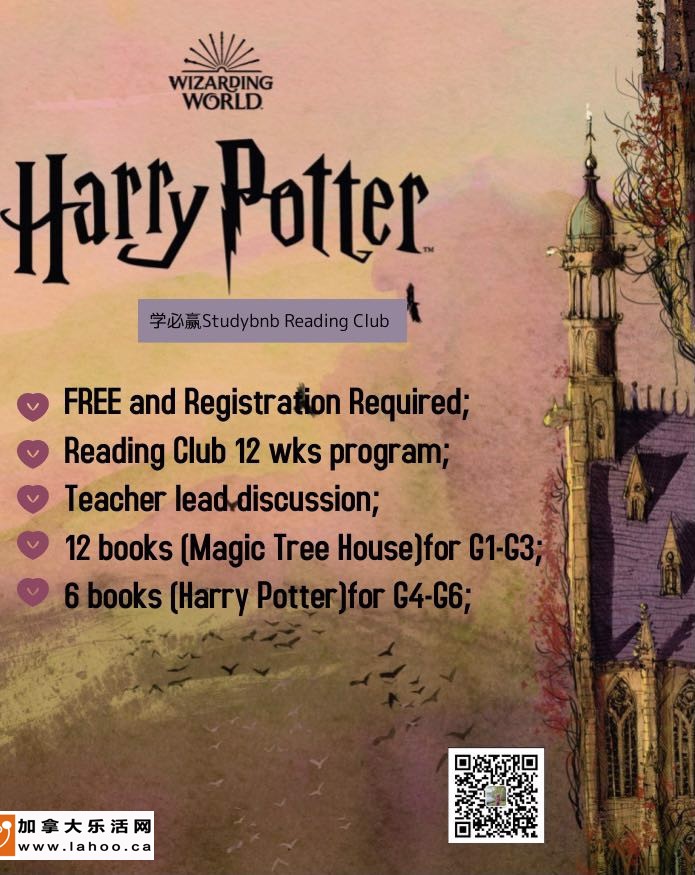 WIZARDING
WORLD
Harry Potter™
学必赢Studybnb Reading Club
FREE and Registration Required;
Reading Club 12 wks program;
Teacher lead discussion;
12 books (Magic Tree House)for G1-G3;
6 books (Harry Potter)for G4-G6;
加拿大乐活网
www.lahoo.ca